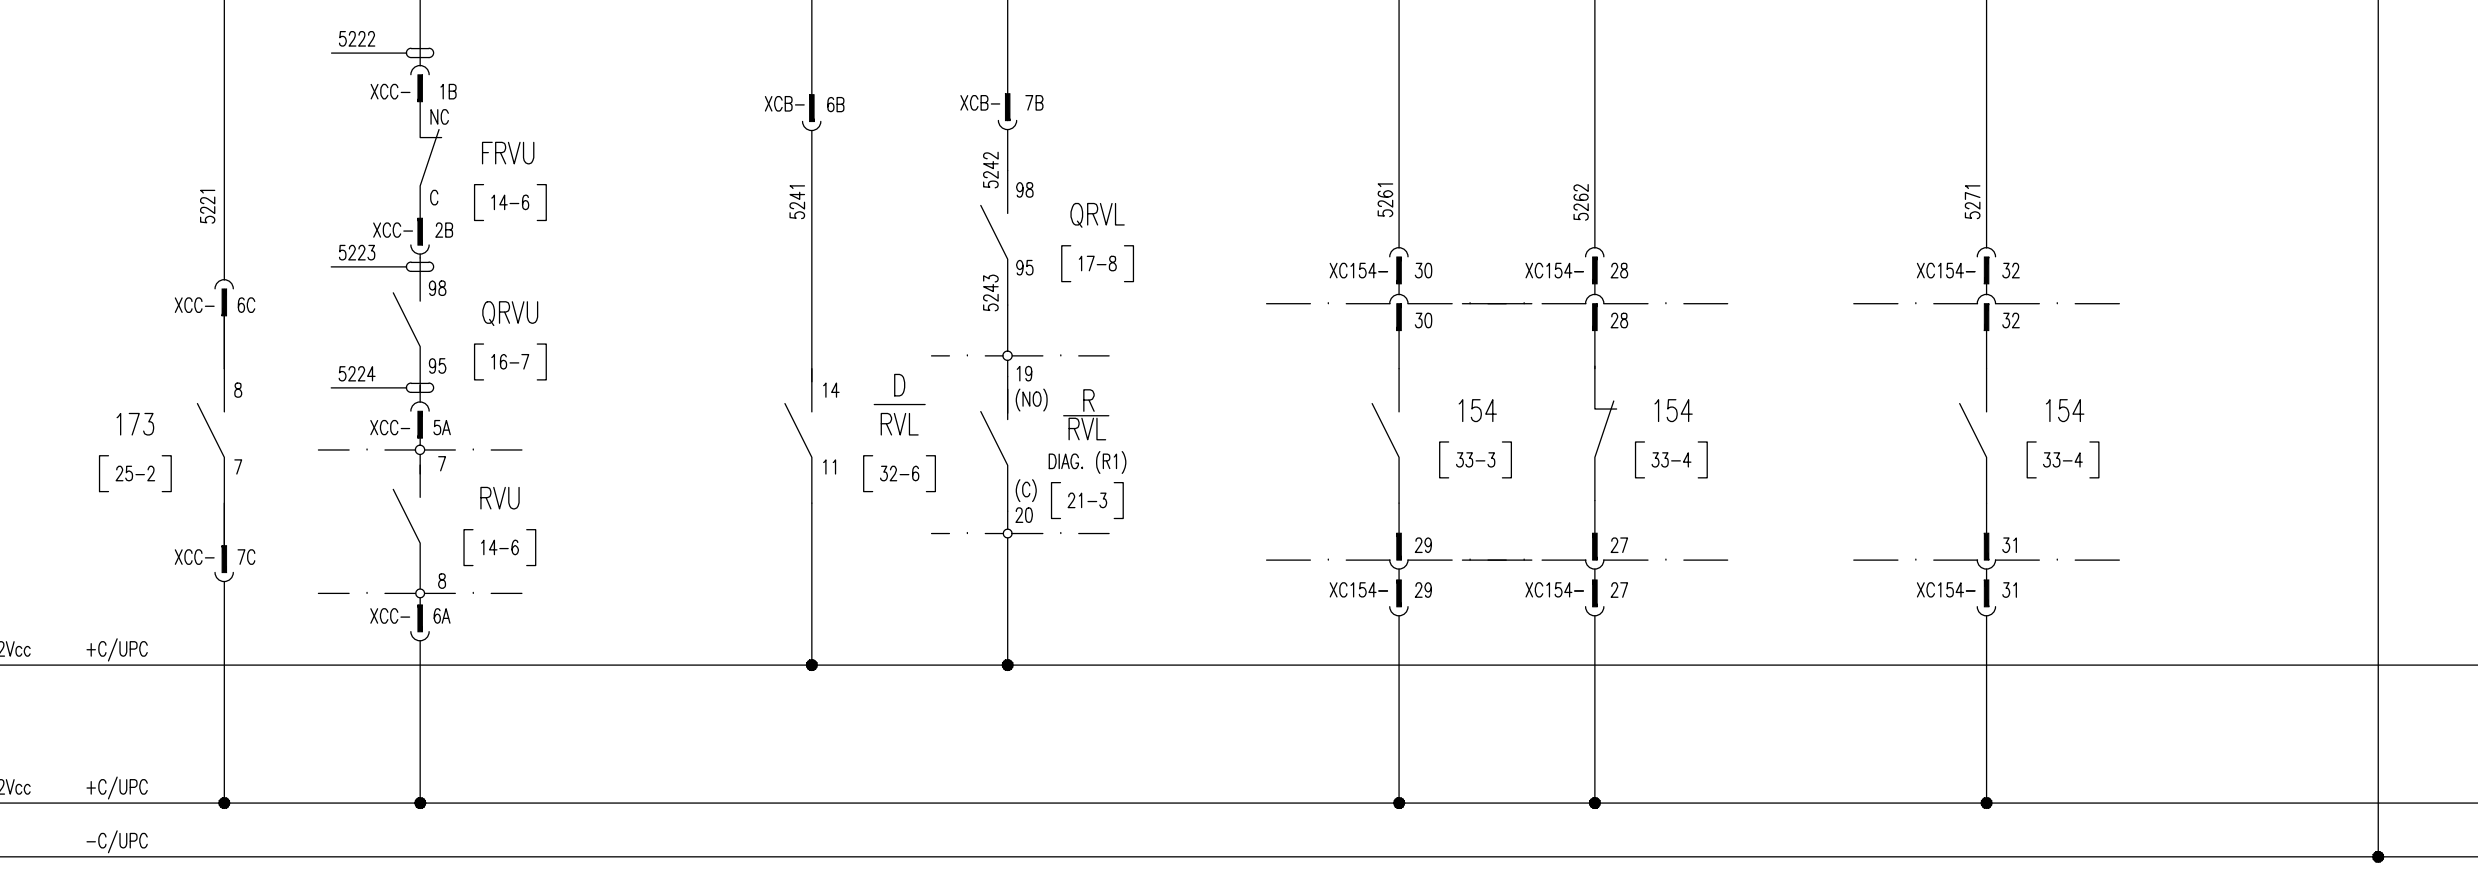 5221
XCC- 6C
8
173
7
[25-2]
XCC- 7C
5222
XCC- 1B
NC
FRVU
C
[14-6]
XCC- 2B
5223
98
QRVU
95
[16-7]
5224
XCC- 5A
7
RVU
[14-6]
8
XCC- 6A
XCB- 6B
5241
14
D
RVL
11
[32-6]
XCB- 7B
5242
98
QRVL
95
[17-8]
5243
19
(NO)
R
RVL
DIAG. (R1)
(C)
[21-3]
20
5261
XC154- 30
30
154
[33-3]
29
XC154- 29
5262
XC154- 28
28
154
[33-4]
27
XC154- 27
5271
XC154- 32
32
154
[33-4]
31
XC154- 31
2Vcc +C/UPC
2Vcc +C/UPC
-C/UPC